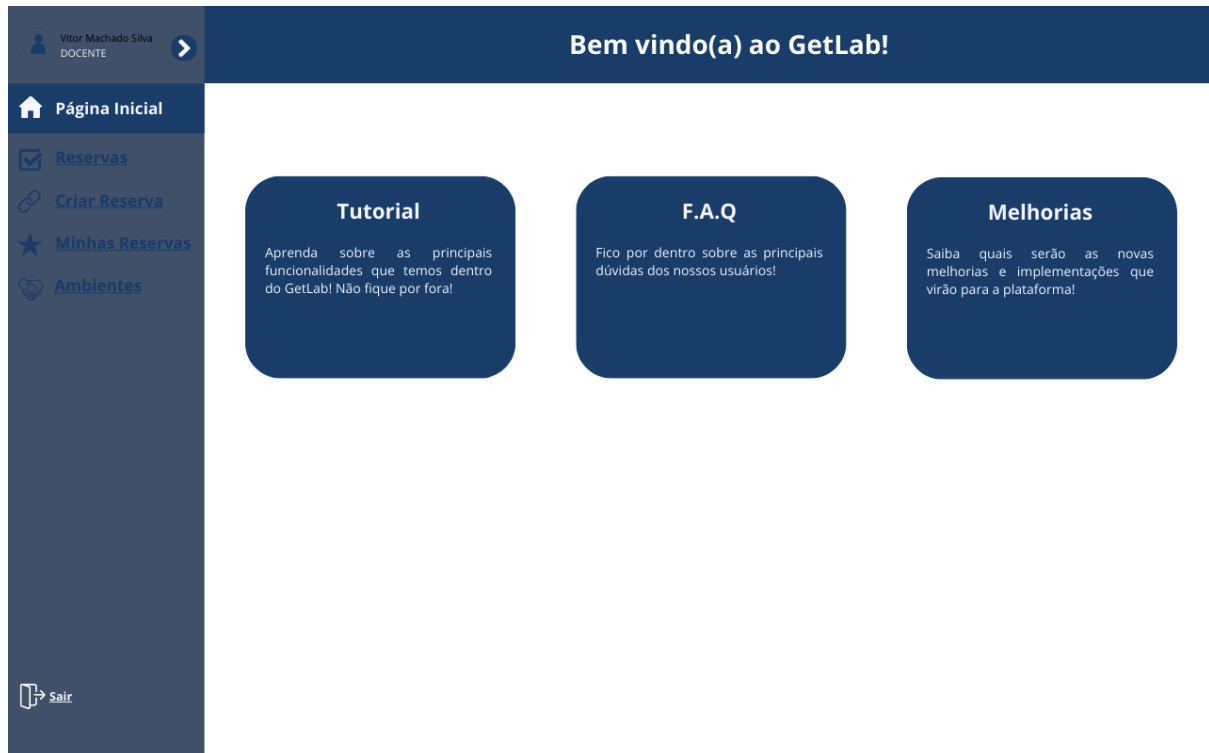 Vitor Machado Silva
DOCENTE
Bem vindo(a) ao GetLab!
Página Inicial
Reservas
Criar Reserva
Minhas Reservas
Ambientes
Tutorial
Aprenda sobre as principais
funcionalidades que temos dentro
do GetLab! Não fique por fora!
F.A.Q
Fico por dentro sobre as principais
dúvidas dos nossos usuários!
Melhorias
Saiba quais serão as novas
melhorias e implementações que
virão para a plataforma!
Sair